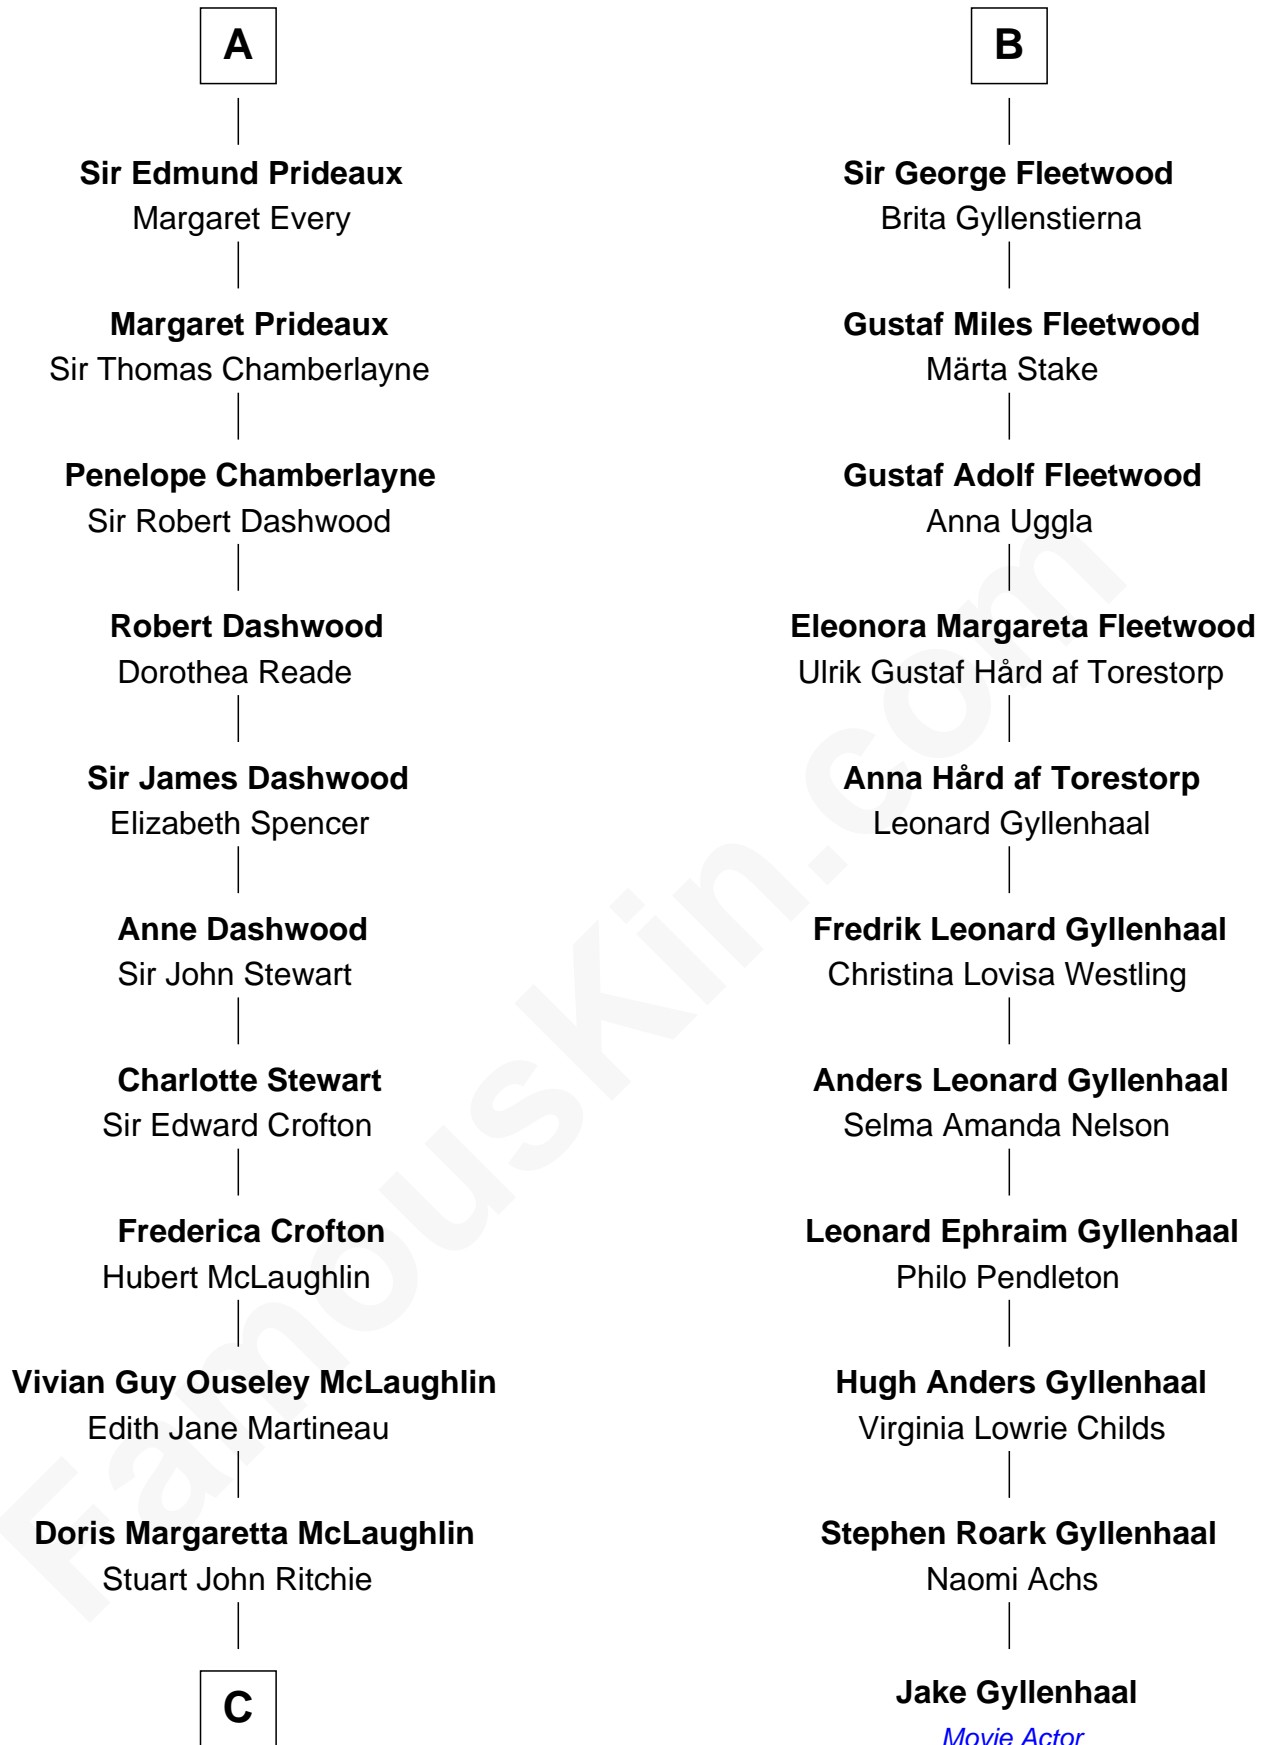 A
Sir Edmund Prideaux
Margaret Every
Margaret Prideaux
Sir Thomas Chamberlayne
Penelope Chamberlayne
Sir Robert Dashwood
Robert Dashwood
Dorothea Reade
Sir James Dashwood
Elizabeth Spencer
Anne Dashwood
Sir John Stewart
Charlotte Stewart
Sir Edward Crofton
Frederica Crofton
Hubert McLaughlin
Vivian Guy Ouseley McLaughlin
Edith Jane Martineau
Doris Margaretta McLaughlin
Stuart John Ritchie
C
B
Sir George Fleetwood
Brita Gyllenstierna
Gustaf Miles Fleetwood
Märta Stake
Gustaf Adolf Fleetwood
Anna Uggla
Eleonora Margareta Fleetwood
Ulrik Gustaf Hård af Torestorp
Anna Hård af Torestorp
Leonard Gyllenhaal
Fredrik Leonard Gyllenhaal
Christina Lovisa Westling
Anders Leonard Gyllenhaal
Selma Amanda Nelson
Leonard Ephraim Gyllenhaal
Philo Pendleton
Hugh Anders Gyllenhaal
Virginia Lowrie Childs
Stephen Roark Gyllenhaal
Naomi Achs
Jake Gyllenhaal
Movie Actor
FamousKin.com